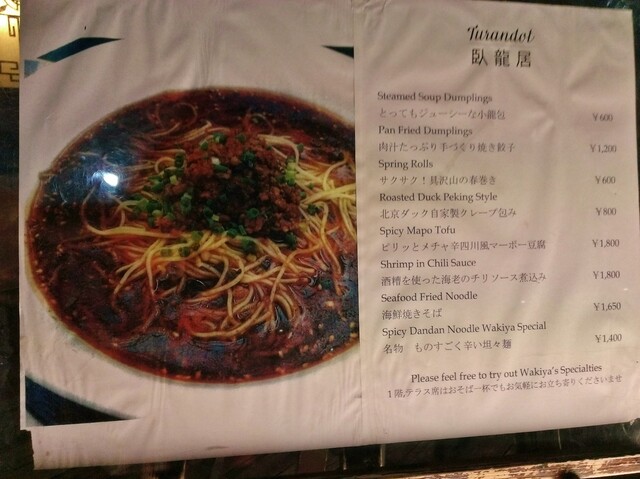 Turandot
臥龍居
Steamed Soup Dumplings
とってもジューシーな小龍包 ¥600
Pan Fried Dumplings
肉汁たっぷり手づくり焼き餃子 ¥1,200
Spring Rolls
サクサク！具沢山の春巻き ¥600
Roasted Duck Peking Style
北京ダック自家製クレープ包み ¥800
Spicy Mapo Tofu
ピリッとメチャ辛四川風マーボー豆腐 ¥1,800
Shrimp in Chili Sauce
酒糟を使った海老のチリソース煮込み ¥1,800
Seafood Fried Noodle
海鮮焼きそば ¥1,650
Spicy Dandan Noodle Wakiya Special
名物 ものすごく辛い坦々麺 ¥1,400
Please feel free to try out Wakiya's Specialties
１階,テラス席はおそば一杯でもお気軽にお立ち寄りくださいませ